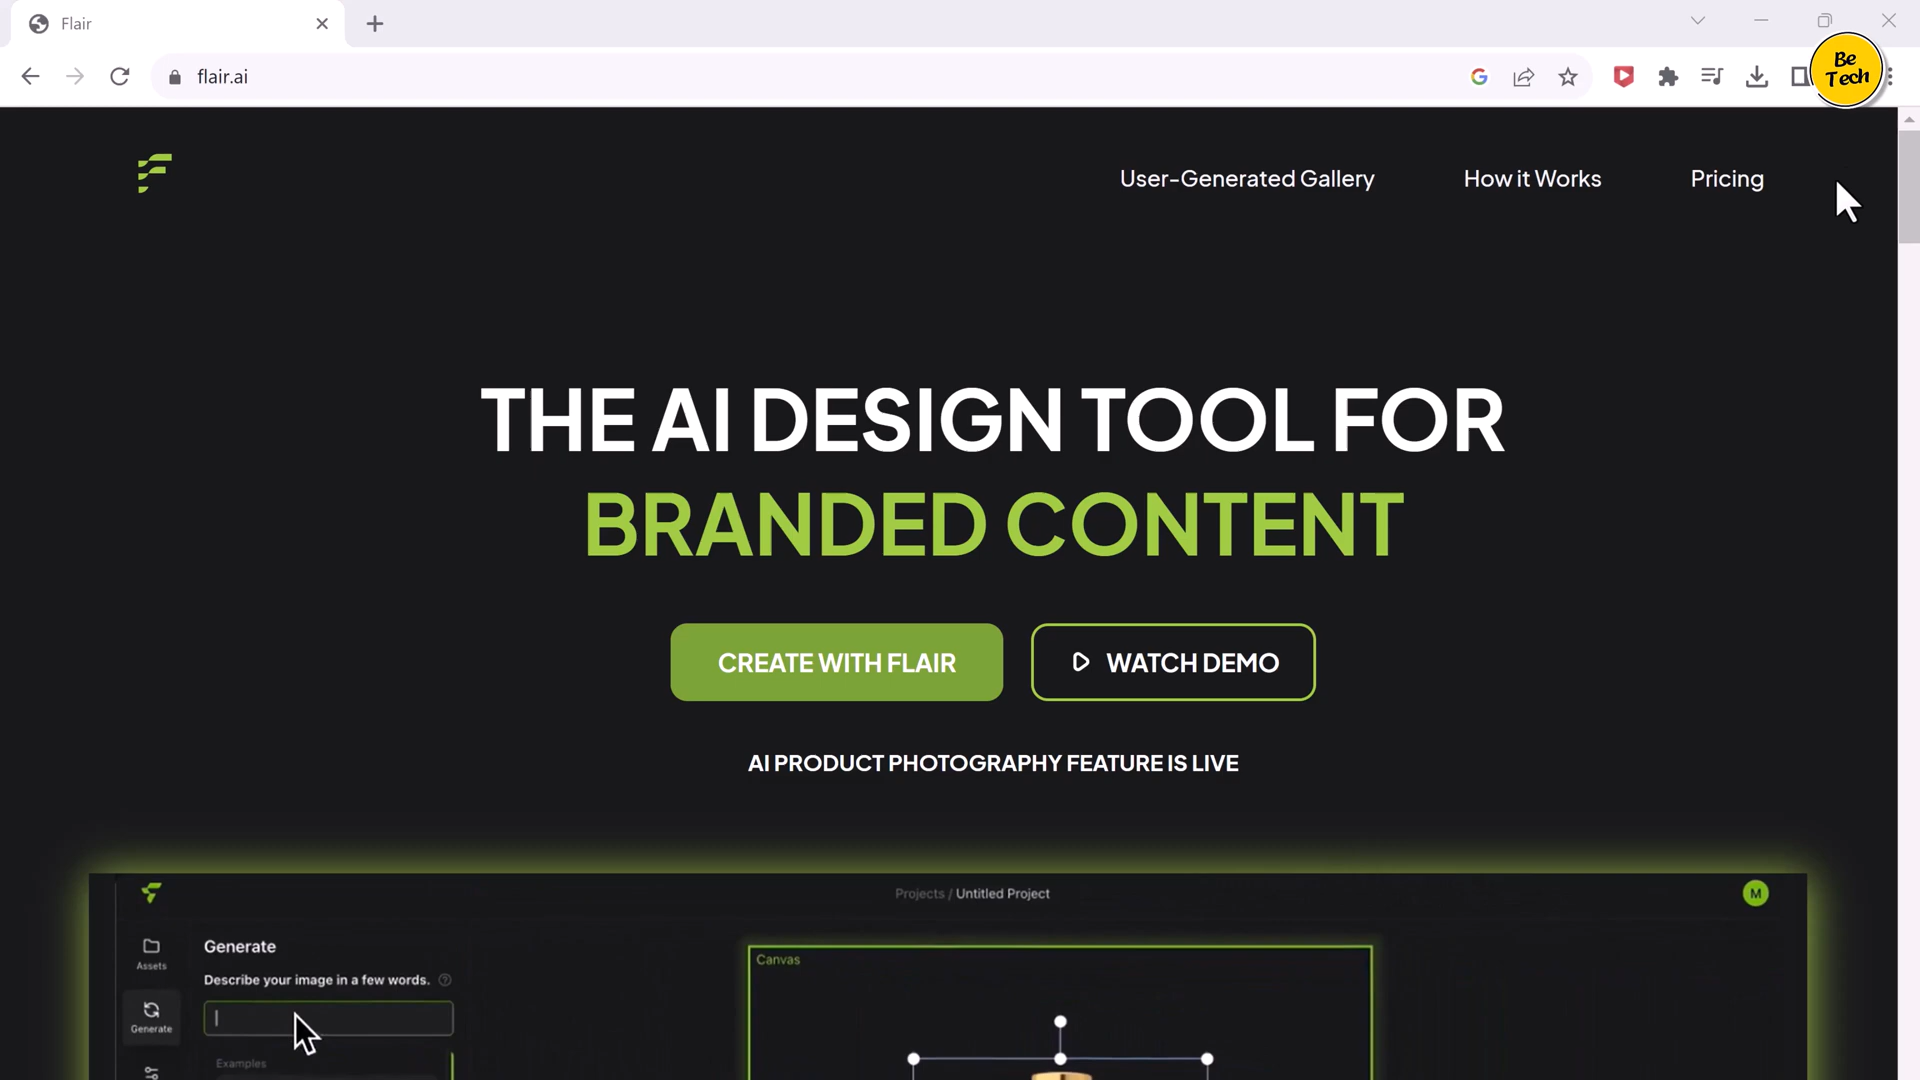 Flair
flair.ai
Be
Tech
User-Generated Gallery
How it Works
Pricing
THE AI DESIGN TOOL FOR
BRANDED CONTENT
CREATE WITH FLAIR
WATCH DEMO
AI PRODUCT PHOTOGRAPHY FEATURE IS LIVE
Projects / Untitled Project
M
Assets
Generate
Describe your image in a few words.
Canvas
Generate
Examples